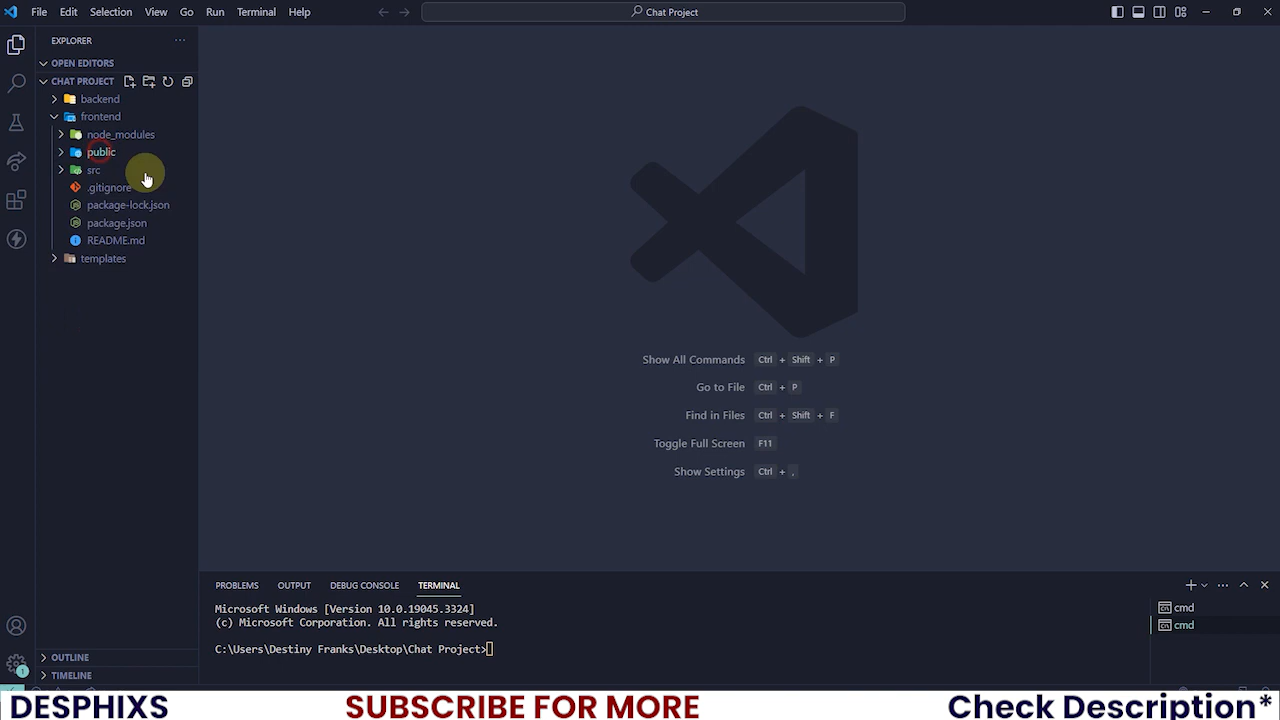 File Edit Selection View Go Run Terminal Help
Chat Project
EXPLORER
OPEN EDITORS
CHAT PROJECT
backend
frontend
node_modules
public
src
.gitignore
package-lock.json
package.json
README.md
templates
Show All Commands Ctrl + Shift + P
Go to File Ctrl + P
Find in Files Ctrl + Shift + F
Toggle Full Screen F11
Show Settings Ctrl + ,
PROBLEMS OUTPUT DEBUG CONSOLE TERMINAL
Microsoft Windows [Version 10.0.19045.3324]
(c) Microsoft Corporation. All rights reserved.
C:\Users\Destiny Franks\Desktop\Chat Project>
cmd
cmd
OUTLINE
TIMELINE
1
DESPHIXS SUBSCRIBE FOR MORE Check Description*